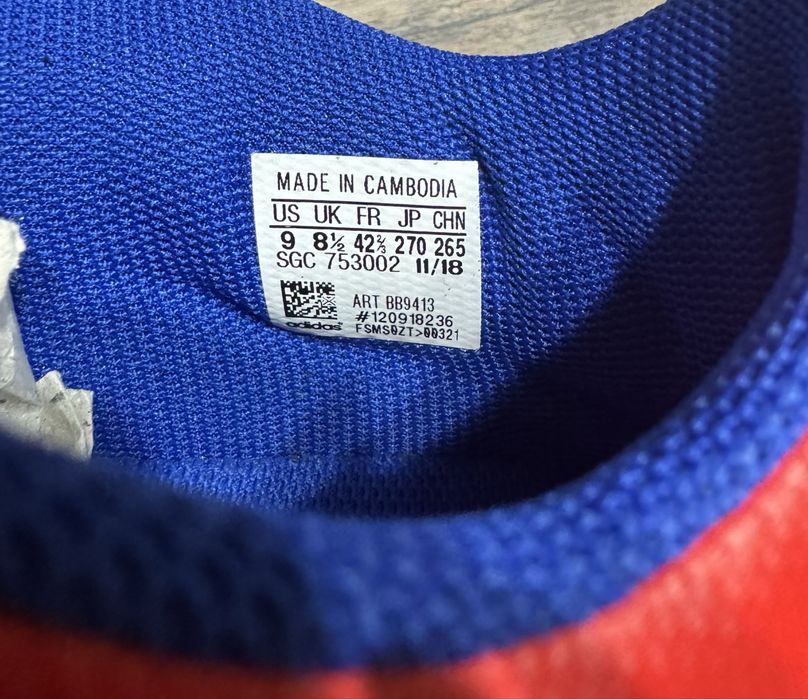 MADE IN CAMBODIA
US UK FR JP CHN
9 8½ 42⅔ 270 265
SGC 753002 11/18
ART BB9413
#120918236
adidas FSMS0ZT>00321